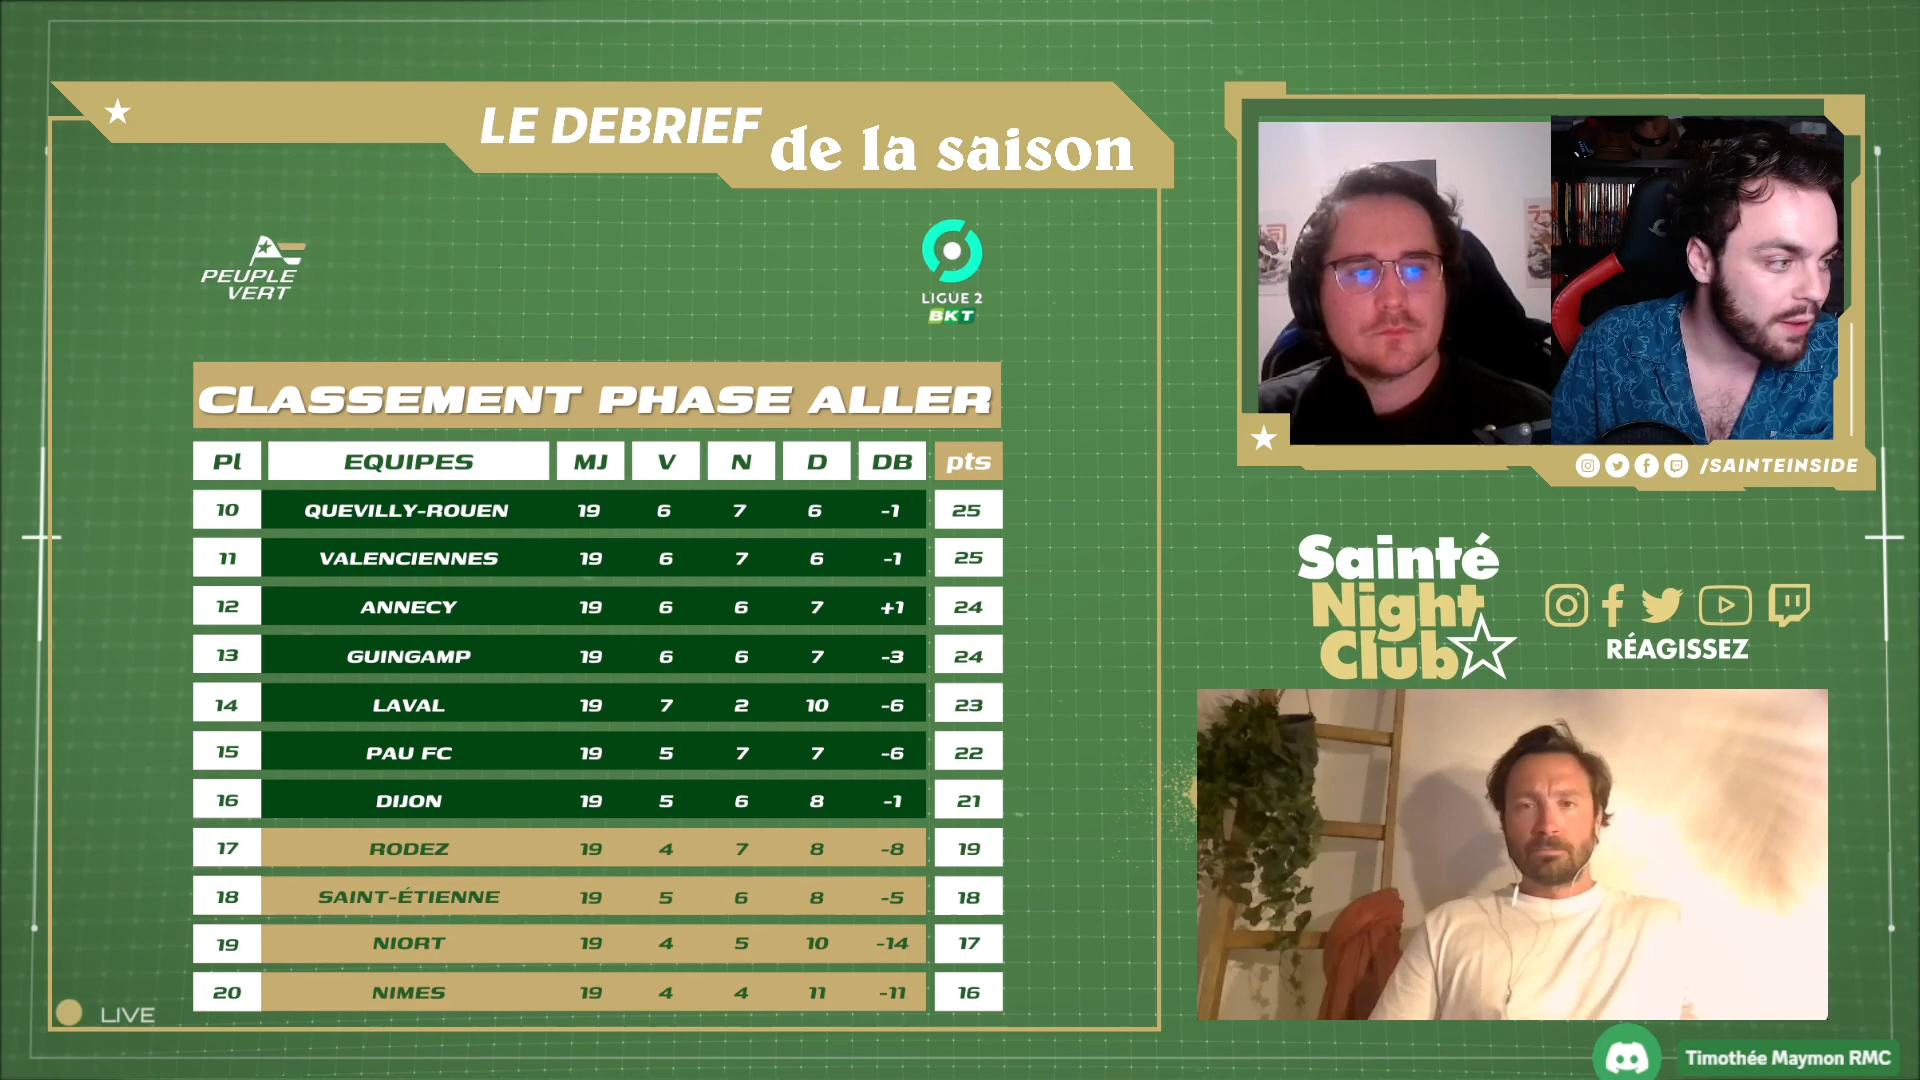 LE DEBRIEF
de la saison
PEUPLE
VERT
LIGUE 2
BKT
CLASSEMENT PHASE ALLER
Pl EQUIPES MJ V N D DB pts
10 QUEVILLY-ROUEN 19 6 7 6 -1 25
11 VALENCIENNES 19 6 7 6 -1 25
12 ANNECY 19 6 6 7 +1 24
13 GUINGAMP 19 6 6 7 -3 24
14 LAVAL 19 7 2 10 -6 23
15 PAU FC 19 5 7 7 -6 22
16 DIJON 19 5 6 8 -1 21
17 RODEZ 19 4 7 8 -8 19
18 SAINT-ÉTIENNE 19 5 6 8 -5 18
19 NIORT 19 4 5 10 -14 17
20 NIMES 19 4 4 11 -11 16
LIVE
/SAINTEINSIDE
Sainté
Night
Club
RÉAGISSEZ
Timothée Maymon RMC